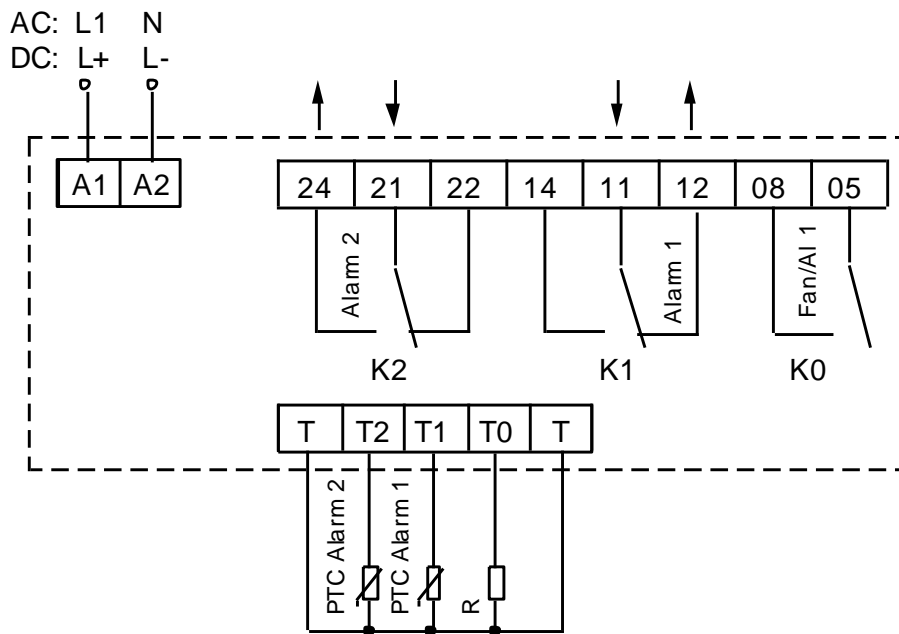 AC: L1 N
DC: L+ L-
A1 A2
24 21 22 14 11 12 08 05
Alarm 2
Alarm 1
Fan/Al 1
K2 K1 K0
T T2 T1 T0 T
PTC Alarm 2
PTC Alarm 1
R